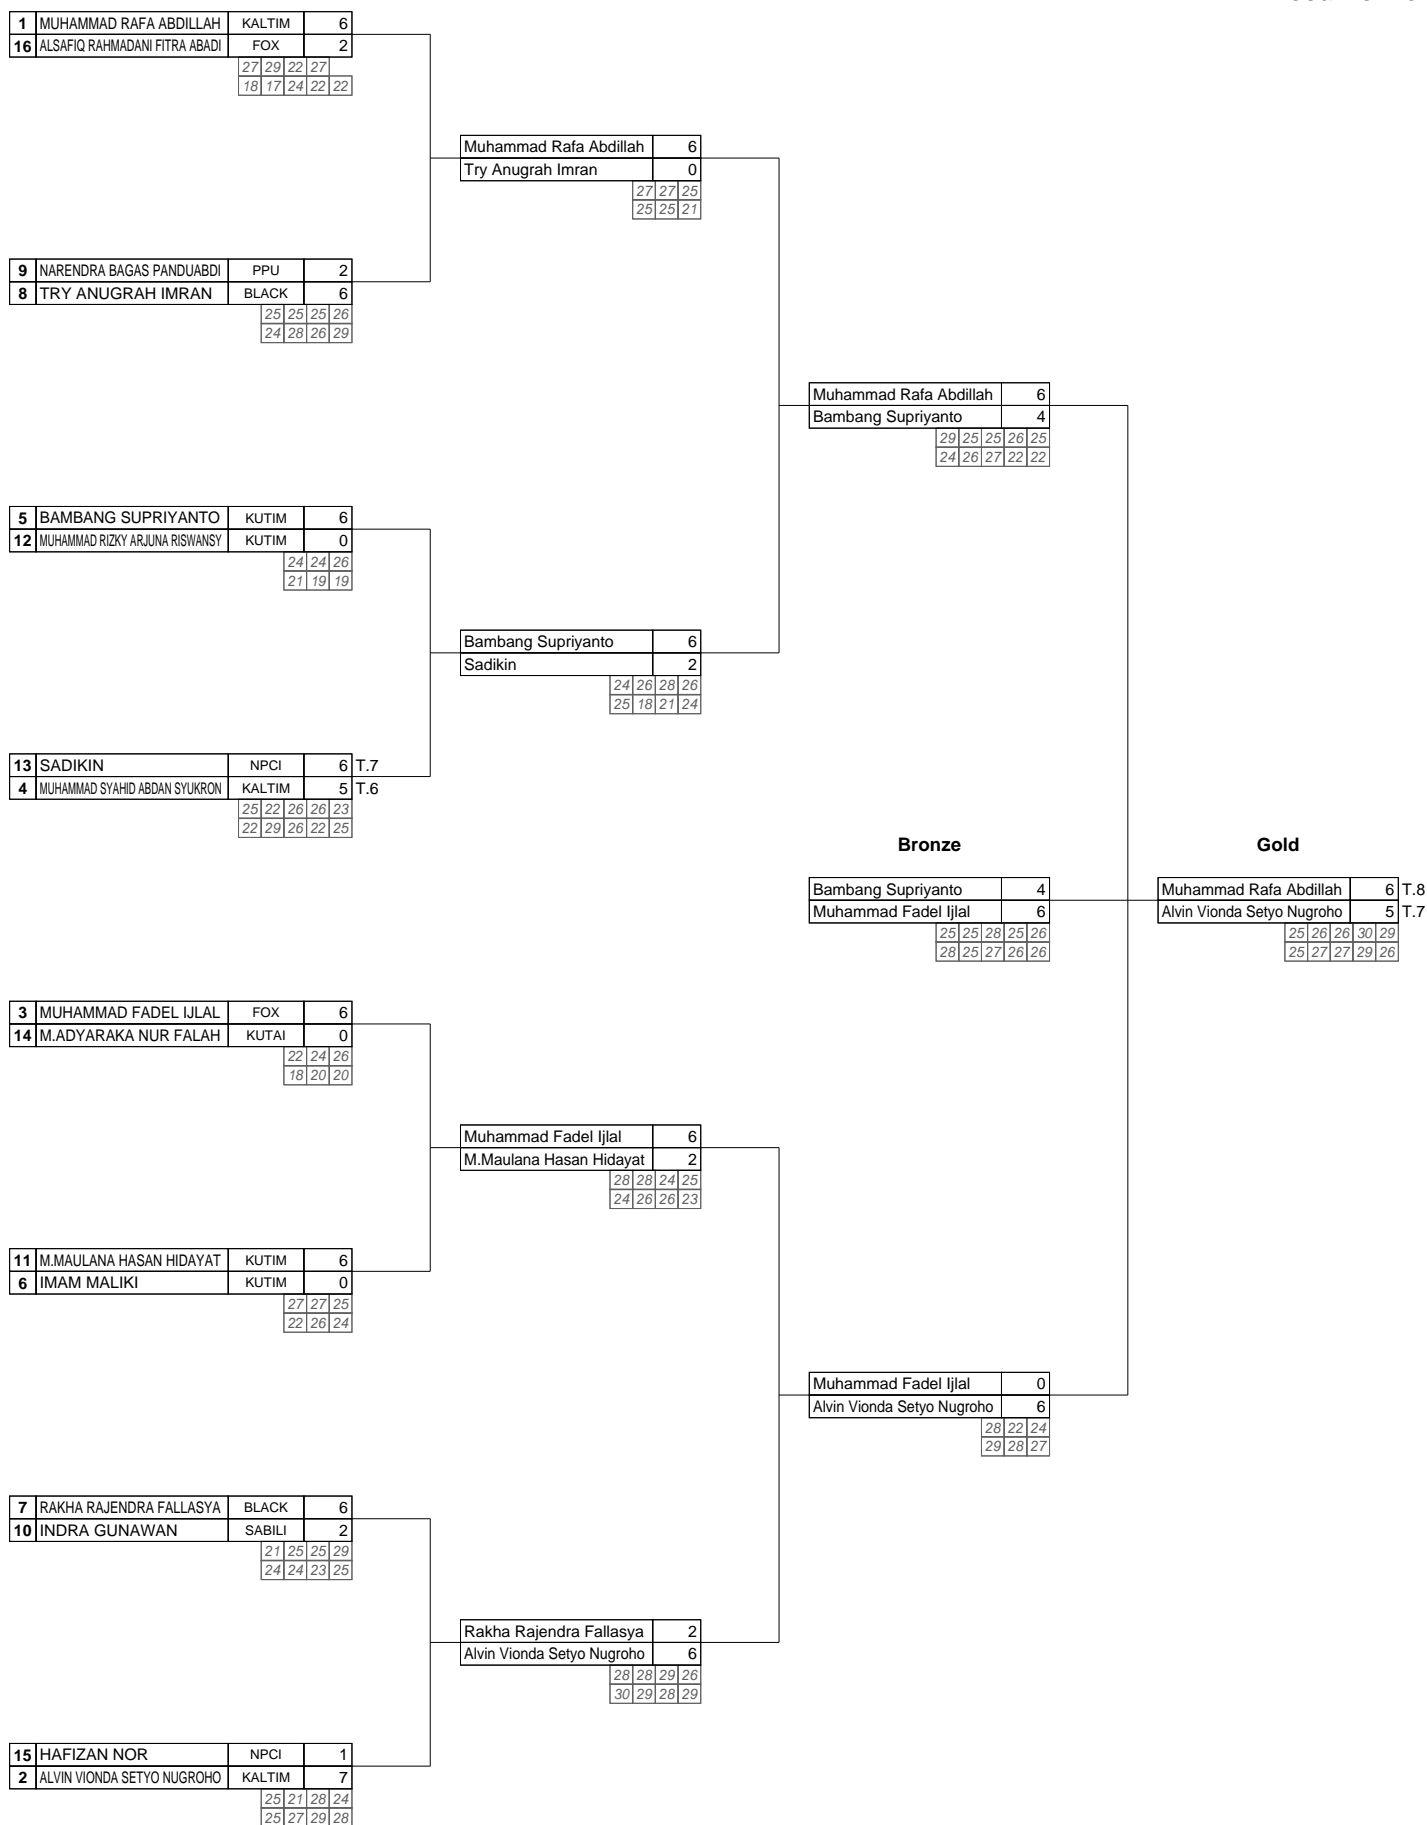 1 MUHAMMAD RAFA ABDILLAH KALTIM 6
16 ALSAFIQ RAHMADANI FITRA ABADI FOX 2
27 29 22 27
18 17 24 22 22
Muhammad Rafa Abdillah 6
Try Anugrah Imran 0
27 27 25
25 25 21
9 NARENDRA BAGAS PANDUABDI PPU 2
8 TRY ANUGRAH IMRAN BLACK 6
25 25 25 26
24 28 26 29
Muhammad Rafa Abdillah 6
Bambang Supriyanto 4
29 25 25 26 25
24 26 27 22 22
5 BAMBANG SUPRIYANTO KUTIM 6
12 MUHAMMAD RIZKY ARJUNA RISWANSY KUTIM 0
24 24 26
21 19 19
Bambang Supriyanto 6
Sadikin 2
24 26 28 26
25 18 21 24
13 SADIKIN NPCI 6 T.7
4 MUHAMMAD SYAHID ABDAN SYUKRON KALTIM 5 T.6
25 22 26 26 23
22 29 26 22 25
Bronze
Bambang Supriyanto 4
Muhammad Fadel Ijlal 6
25 25 28 25 26
28 25 27 26 26
Gold
Muhammad Rafa Abdillah 6 T.8
Alvin Vionda Setyo Nugroho 5 T.7
25 26 26 30 29
25 27 27 29 26
3 MUHAMMAD FADEL IJLAL FOX 6
14 M.ADYARAKA NUR FALAH KUTAI 0
22 24 26
18 20 20
Muhammad Fadel Ijlal 6
M.Maulana Hasan Hidayat 2
28 28 24 25
24 26 26 23
11 M.MAULANA HASAN HIDAYAT KUTIM 6
6 IMAM MALIKI KUTIM 0
27 27 25
22 26 24
Muhammad Fadel Ijlal 0
Alvin Vionda Setyo Nugroho 6
28 22 24
29 28 27
7 RAKHA RAJENDRA FALLASYA BLACK 6
10 INDRA GUNAWAN SABILI 2
21 25 25 29
24 24 23 25
Rakha Rajendra Fallasya 2
Alvin Vionda Setyo Nugroho 6
28 28 29 26
30 29 28 29
15 HAFIZAN NOR NPCI 1
2 ALVIN VIONDA SETYO NUGROHO KALTIM 7
25 21 28 24
25 27 29 28